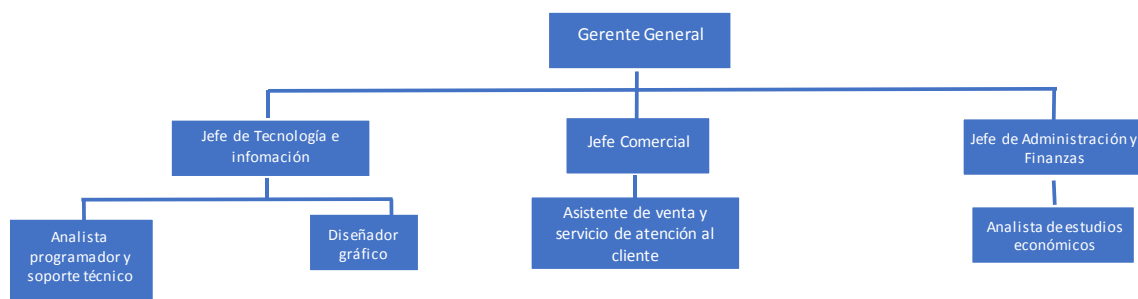 Gerente
General
Jefe de Tecnología e
infomación
Jefe Comercial
Jefe de Administración y
Finanzas
Analista
programador y
soporte técnico
Diseñador
gráfico
Asistente de venta y
servicio de atención al
cliente
Analista de estudios
económicos